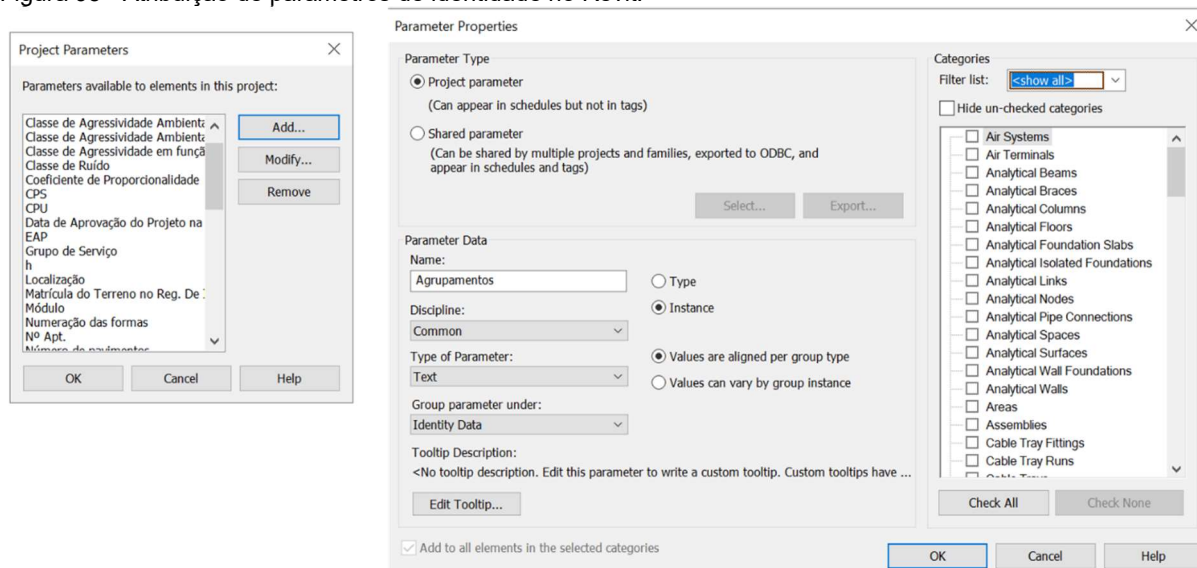 Project Parameters
Parameters available to elements in this project:
Classe de Agressividade Ambienta
Classe de Agressividade Ambienta
Classe de Agressividade em funçã
Classe de Ruído
Coeficiente de Proporcionalidade
CPS
CPU
Data de Aprovação do Projeto na
EAP
Grupo de Serviço
h
Localização
Matrícula do Terreno no Reg. De
Módulo
Numeração das formas
Nº Apt.
Número de pavimentos
Add...
Modify...
Remove
OK
Cancel
Help
Parameter Properties
Parameter Type
Project parameter
(Can appear in schedules but not in tags)
Shared parameter
(Can be shared by multiple projects and families, exported to ODBC, and
appear in schedules and tags)
Select...
Export...
Parameter Data
Name:
Agrupamentos
Discipline:
Common
Type of Parameter:
Text
Group parameter under:
Identity Data
Type
Instance
Values are aligned per group type
Values can vary by group instance
Tooltip Description:
<No tooltip description. Edit this parameter to write a custom tooltip. Custom tooltips have ...
Edit Tooltip...
Add to all elements in the selected categories
Categories
Filter list:
<show all>
Hide un-checked categories
Air Systems
Air Terminals
Analytical Beams
Analytical Braces
Analytical Columns
Analytical Floors
Analytical Foundation Slabs
Analytical Isolated Foundations
Analytical Links
Analytical Nodes
Analytical Pipe Connections
Analytical Spaces
Analytical Surfaces
Analytical Wall Foundations
Analytical Walls
Areas
Assemblies
Cable Tray Fittings
Cable Tray Runs
Check All
Check None
OK
Cancel
Help